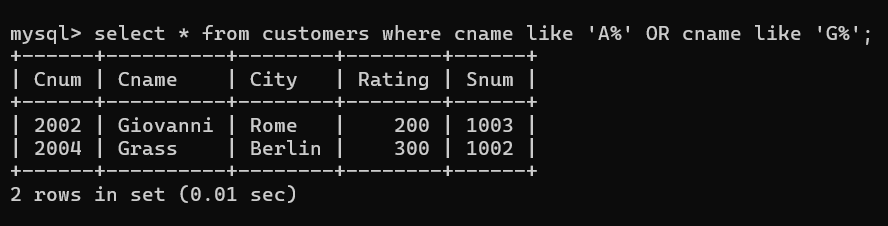 mysql> select * from customers where cname like 'A%' OR cname like 'G%';
+------+----------+--------+--------+------+
| Cnum | Cname    | City   | Rating | Snum |
+------+----------+--------+--------+------+
| 2002 | Giovanni | Rome   |    200 | 1003 |
| 2004 | Grass    | Berlin |    300 | 1002 |
+------+----------+--------+--------+------+
2 rows in set (0.01 sec)